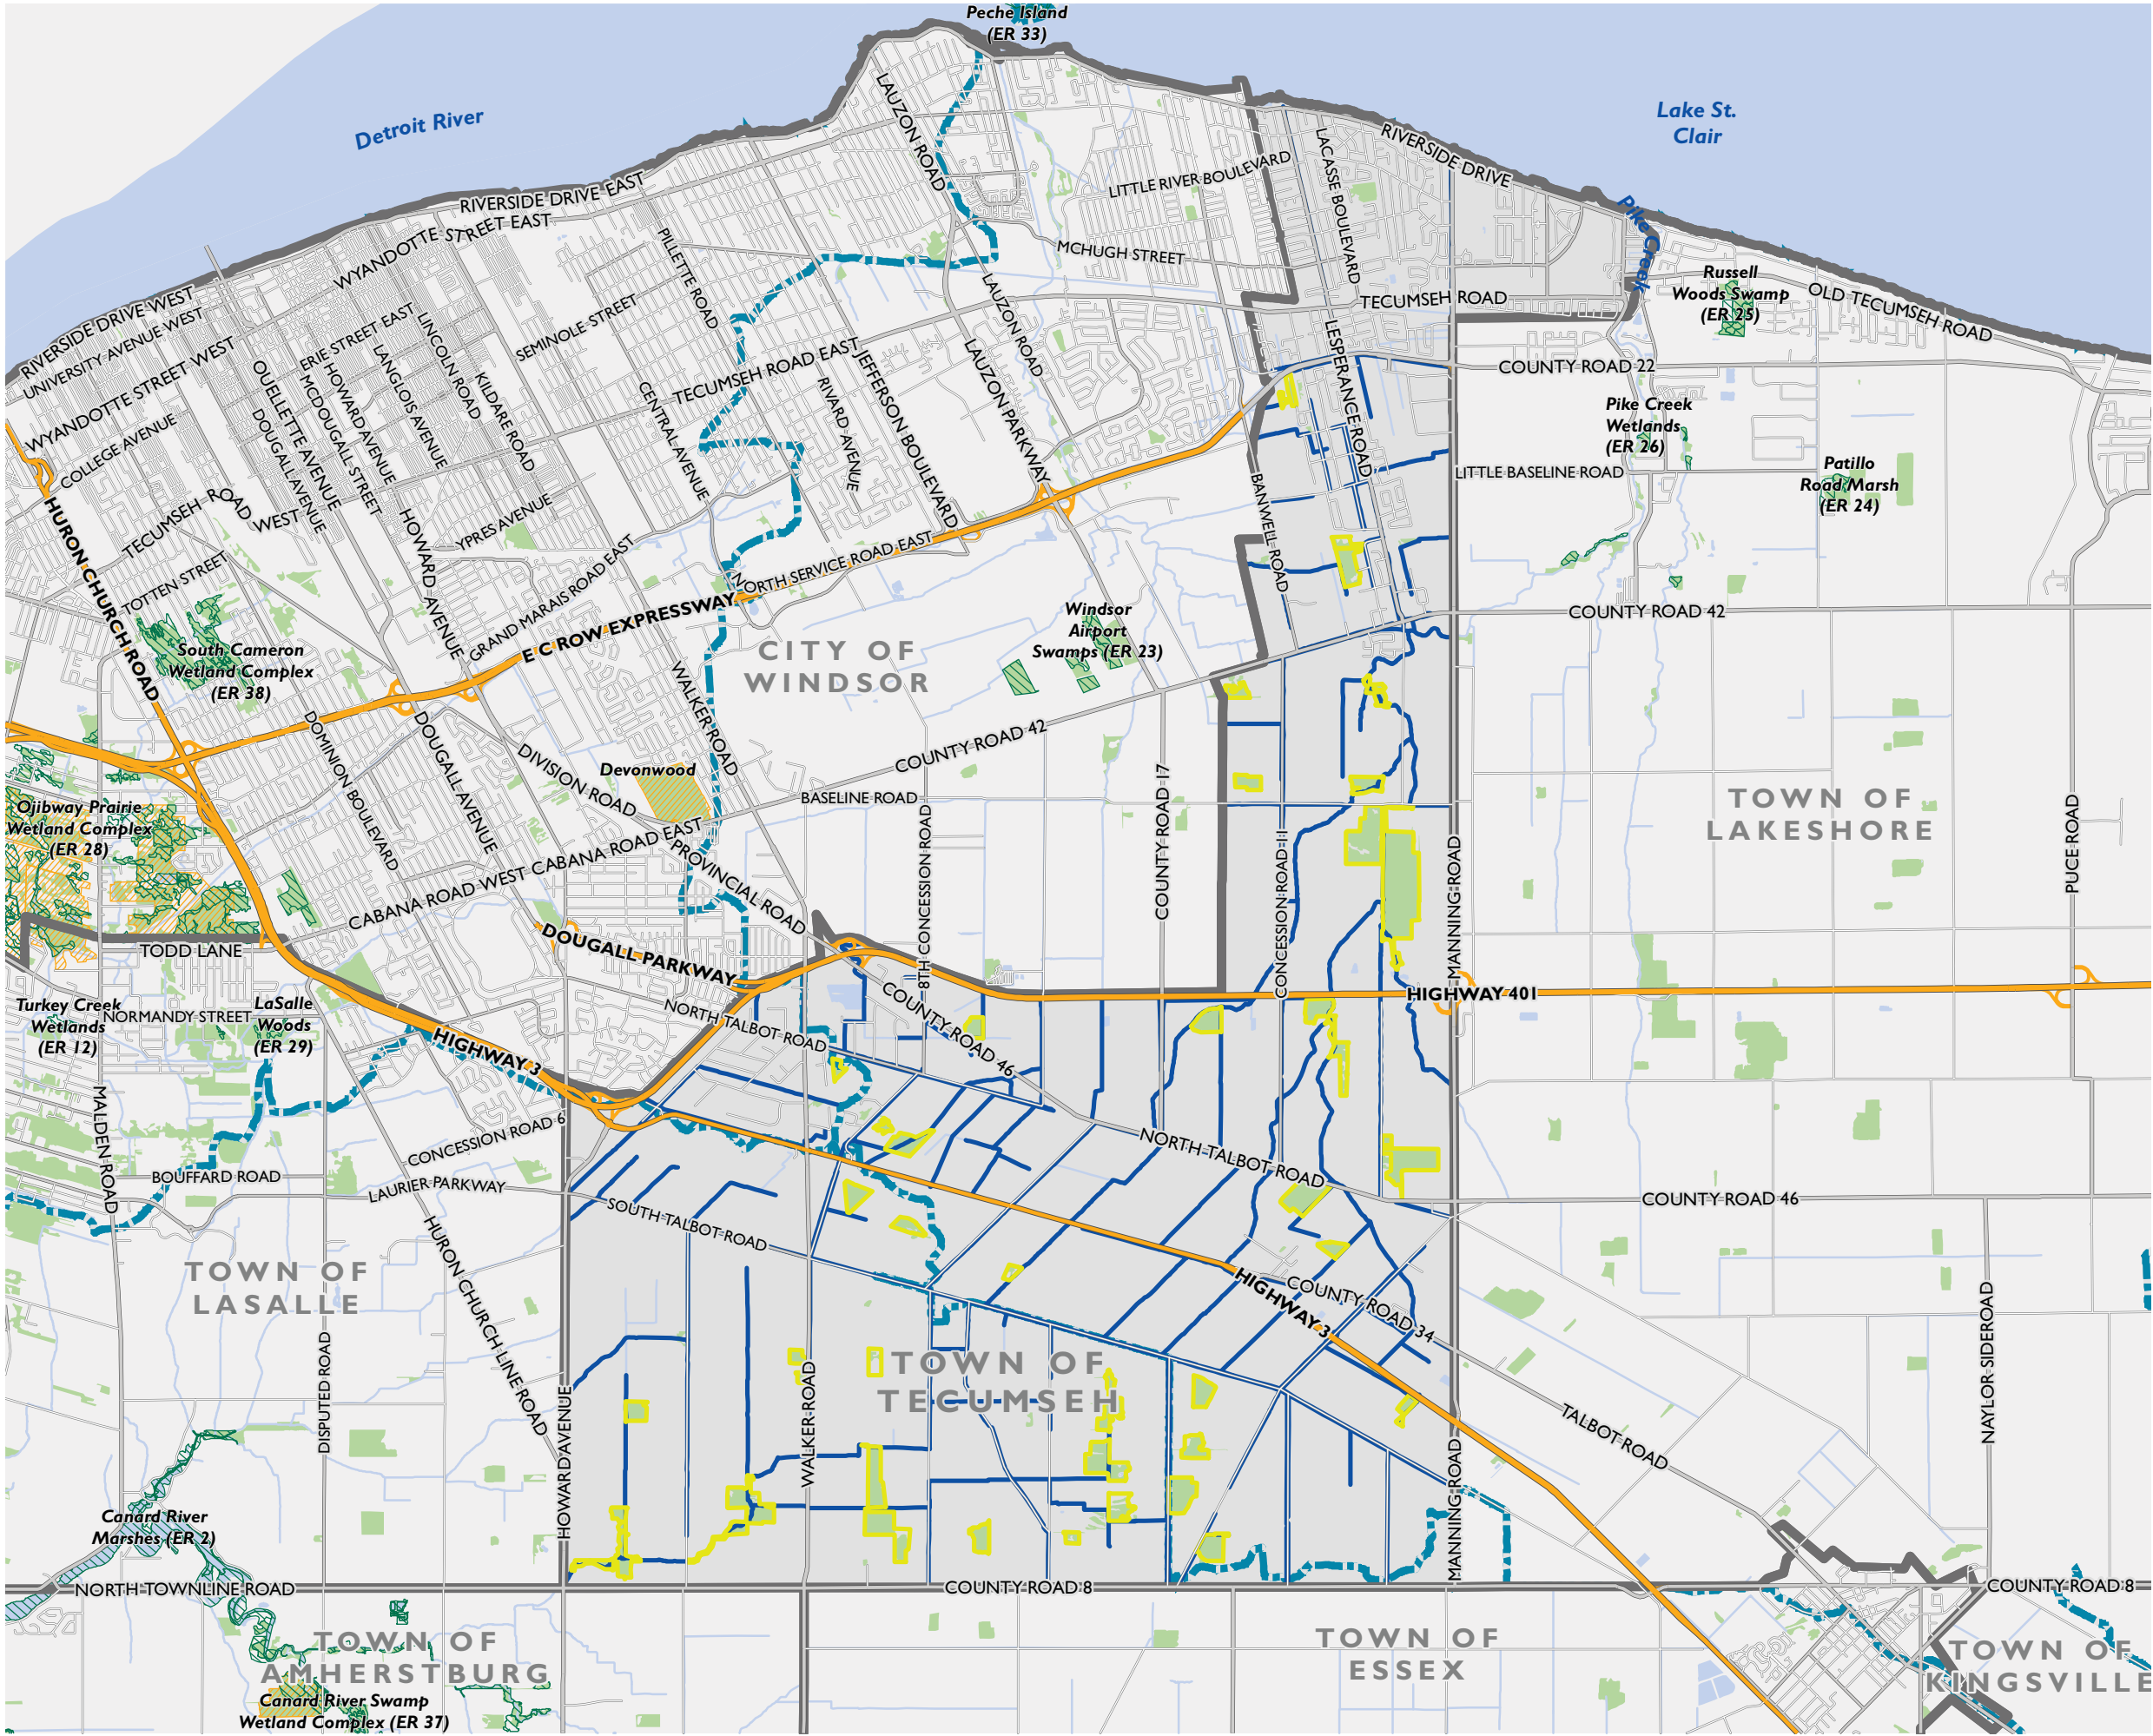 Peche Island
(ER 33)
Detroit River
Lake St.
Clair
LAUZON ROAD
LACASSE BOULEVARD
RIVERSIDE DRIVE
LITTLE RIVER BOULEVARD
RIVERSIDE DRIVE EAST
WYANDOTTE STREET EAST
PILLETTE ROAD
MCHUGH STREET
Pike Creek
Russell
Woods Swamp
(ER 25)
OLD TECUMSEH ROAD
TECUMSEH ROAD
LAUZON ROAD
RIVERSIDE DRIVE WEST
UNIVERSITY AVENUE WEST
WYANDOTTE STREET WEST
ERIE STREET EAST
LINCOLN ROAD
SEMINOLE STREET
LESPERANCE ROAD
COUNTY ROAD 22
OUELLETTE AVENUE
MCDOUGALL STREET
HOWARD AVENUE
LANGLOIS AVENUE
KILDARE ROAD
CENTRAL AVENUE
TECUMSEH ROAD EAST
RIVARD AVENUE
JEFFERSON BOULEVARD
LAUZON PARKWAY
COLLEGE AVENUE
DOUGALL AVENUE
Pike Creek
Wetlands
(ER 26)
LITTLE BASELINE ROAD
Patillo
Road Marsh
(ER 24)
BANWELL ROAD
HURON CHURCH ROAD
TECUMSEH ROAD
WEST
HOWARD AVENUE
YPRES AVENUE
TOTTEN STREET
GRAND MARAIS ROAD EAST
NORTH SERVICE ROAD EAST
E C ROW EXPRESSWAY
COUNTY ROAD 42
Windsor
Airport
Swamps (ER 23)
CITY OF
WINDSOR
South Cameron
Wetland Complex
(ER 38)
WALKER ROAD
DOMINION BOULEVARD
DOUGALL AVENUE
DIVISION ROAD
Devonwood
COUNTY ROAD 42
BASELINE ROAD
COUNTY ROAD 17
8TH CONCESSION ROAD
CONCESSION ROAD 11
MANNING ROAD
TOWN OF
LAKESHORE
PUCE ROAD
Ojibway Prairie
Wetland Complex
(ER 28)
CABANA ROAD WEST
CABANA ROAD EAST
PROVINCIAL ROAD
TODD LANE
DOUGALL PARKWAY
HIGHWAY 401
Turkey Creek
Wetlands
(ER 12)
NORMANDY STREET
LaSalle
Woods
(ER 29)
NORTH TALBOT ROAD
COUNTY ROAD 46
HIGHWAY 3
MALDEN ROAD
CONCESSION ROAD 6
BOUFFARD ROAD
LAURIER PARKWAY
NORTH TALBOT ROAD
COUNTY ROAD 46
SOUTH TALBOT ROAD
HURON CHURCH LINE ROAD
TOWN OF
LASALLE
HIGHWAY 3
COUNTY ROAD 34
NAYLOR SIDEROAD
DISPUTED ROAD
HOWARD AVENUE
WALKER ROAD
TOWN OF
TECUMSEH
MANNING ROAD
TALBOT ROAD
Canard River
Marshes (ER 2)
NORTH TOWNLINE ROAD
COUNTY ROAD 8
COUNTY ROAD 8
TOWN OF
AMHERSTBURG
Canard River Swamp
Wetland Complex (ER 37)
TOWN OF
ESSEX
TOWN OF
KINGSVILLE